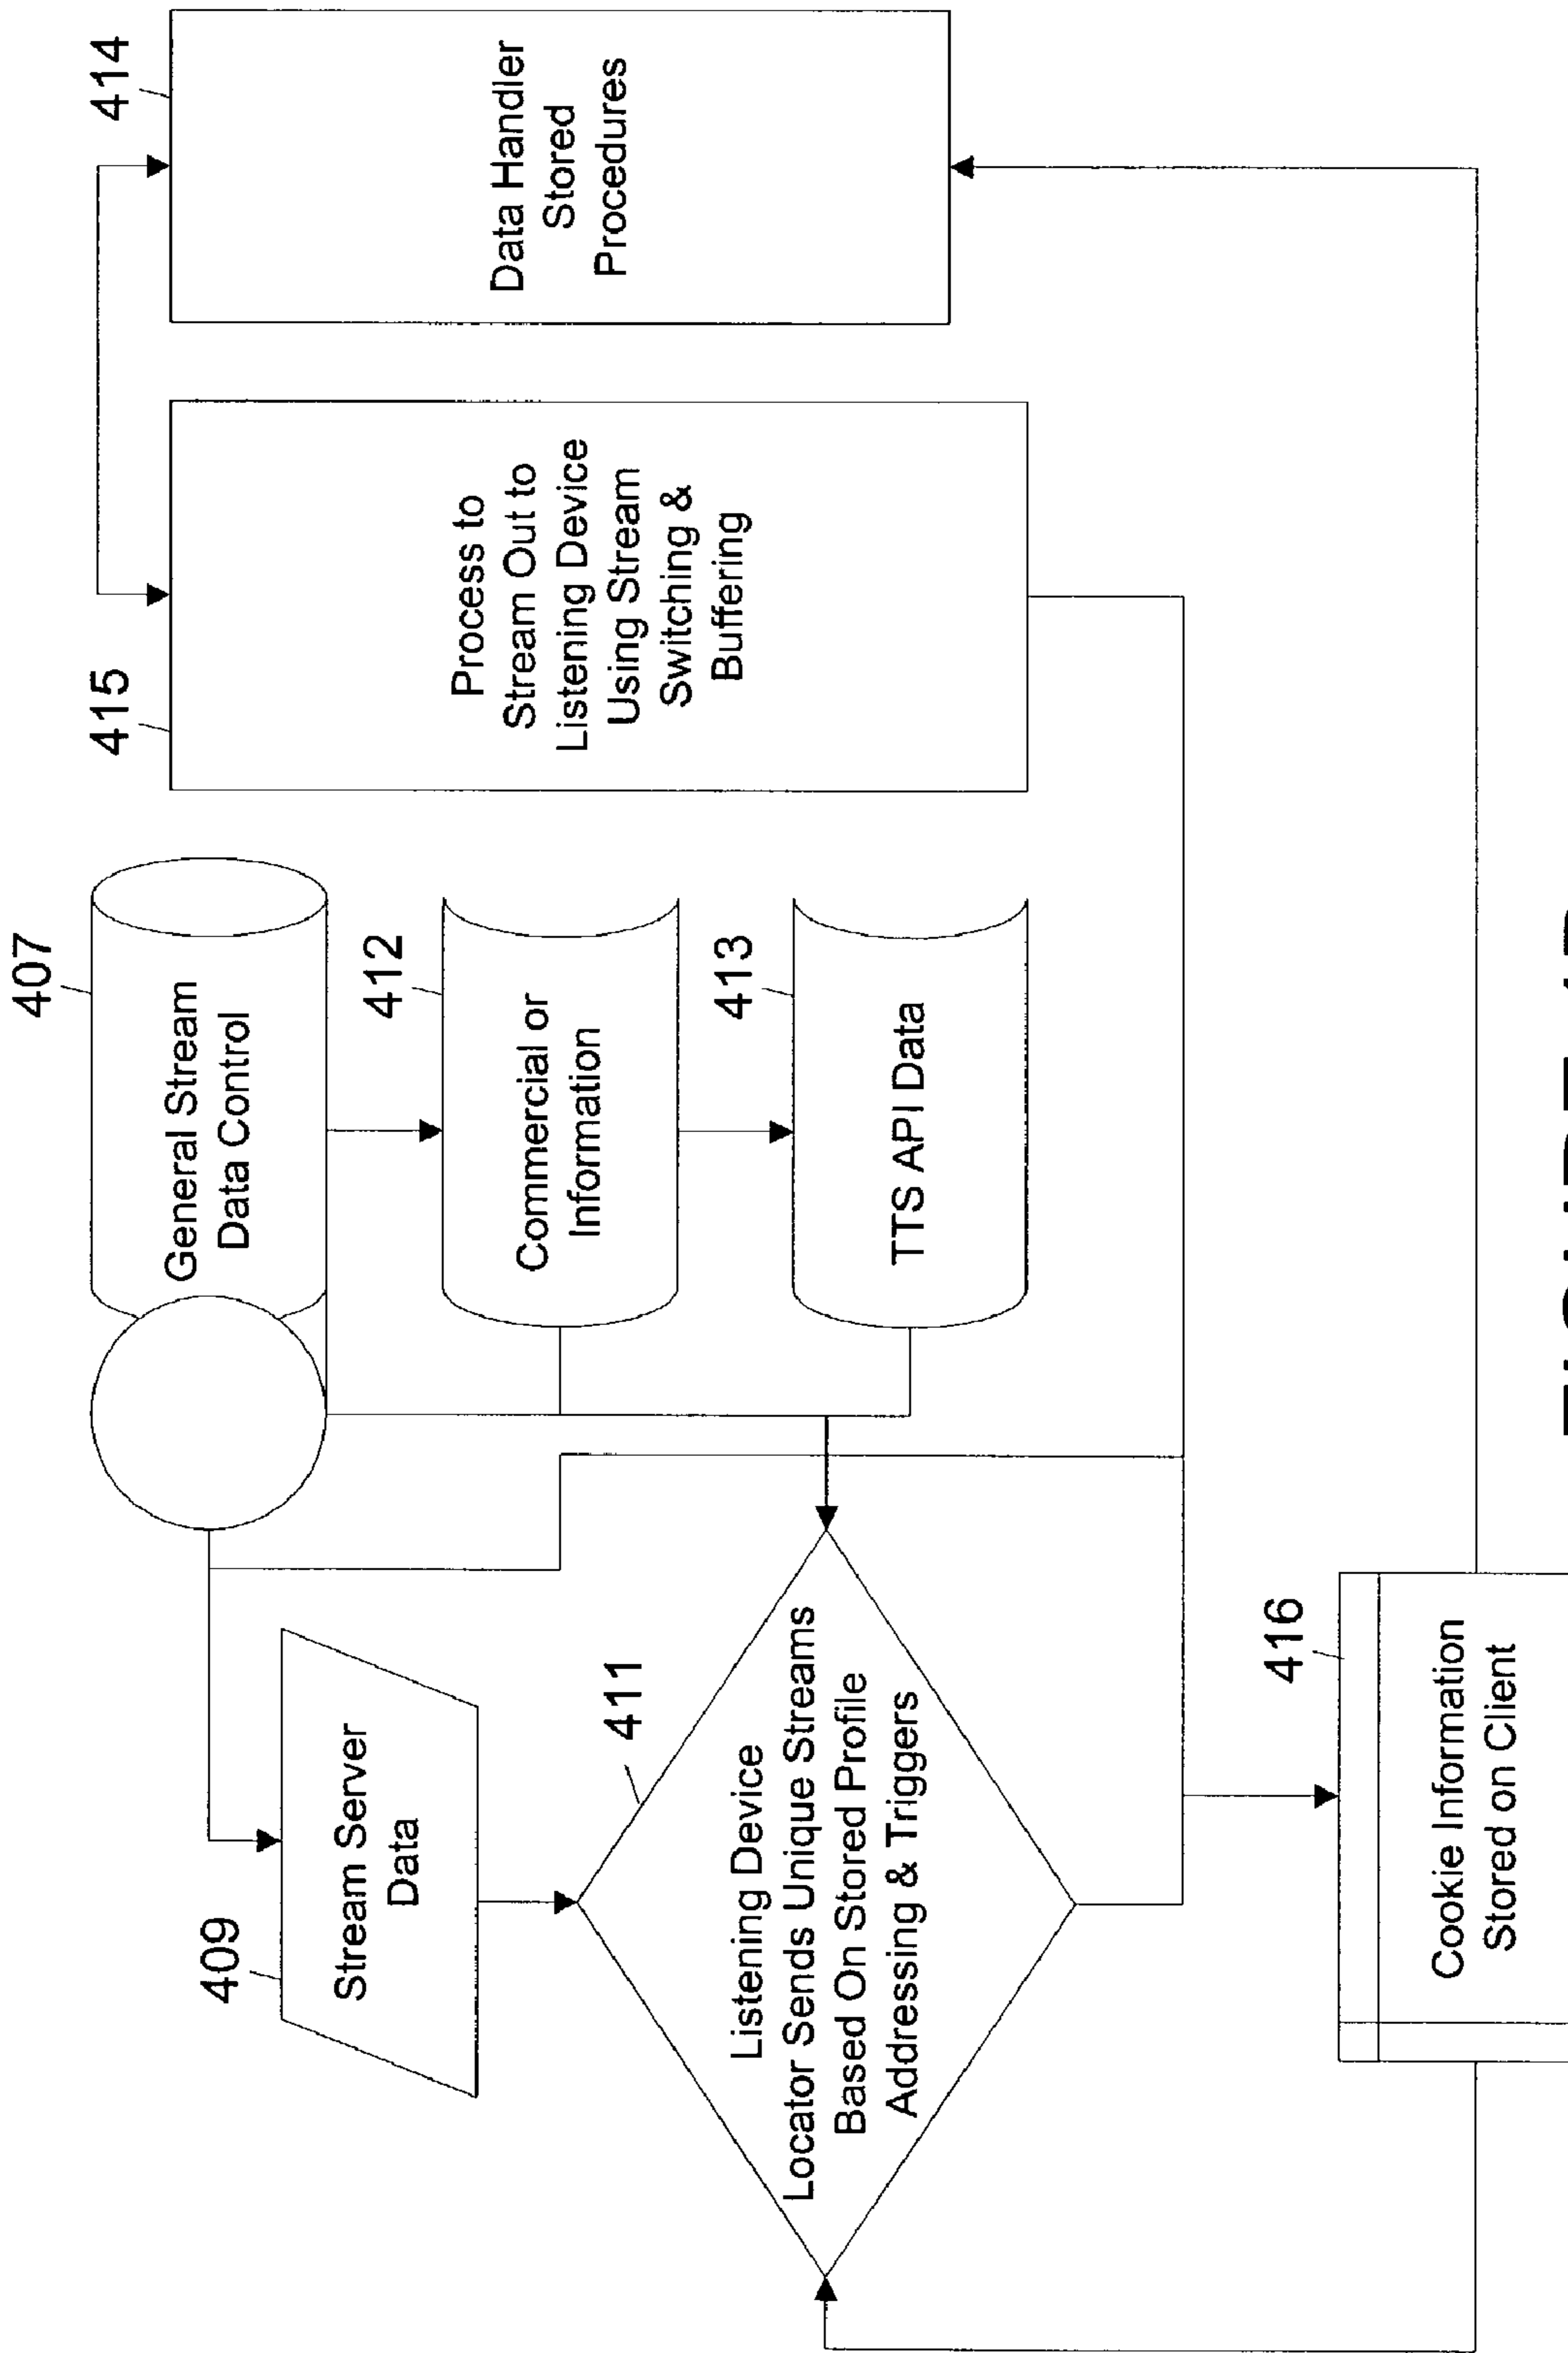 409
Stream Server
Data
411
Listening Device
Locator Sends Unique Streams
Based On Stored Profile
Addressing & Triggers
416
Cookie Information
Stored on Client
407
General Stream
Data Control
412
Commercial or
Information
413
TTS API Data
415
Process to
Stream Out to
Listening Device
Using Stream
Switching &
Buffering
414
Data Handler
Stored
Procedures